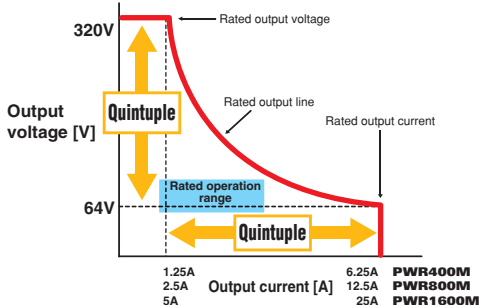 Rated output voltage
320V
Output
voltage [V]
Quintuple
Rated output line
Rated output current
Rated operation
range
64V
Quintuple
1.25A 6.25A PWR400M
2.5A Output current [A] 12.5A PWR800M
5A 25A PWR1600M